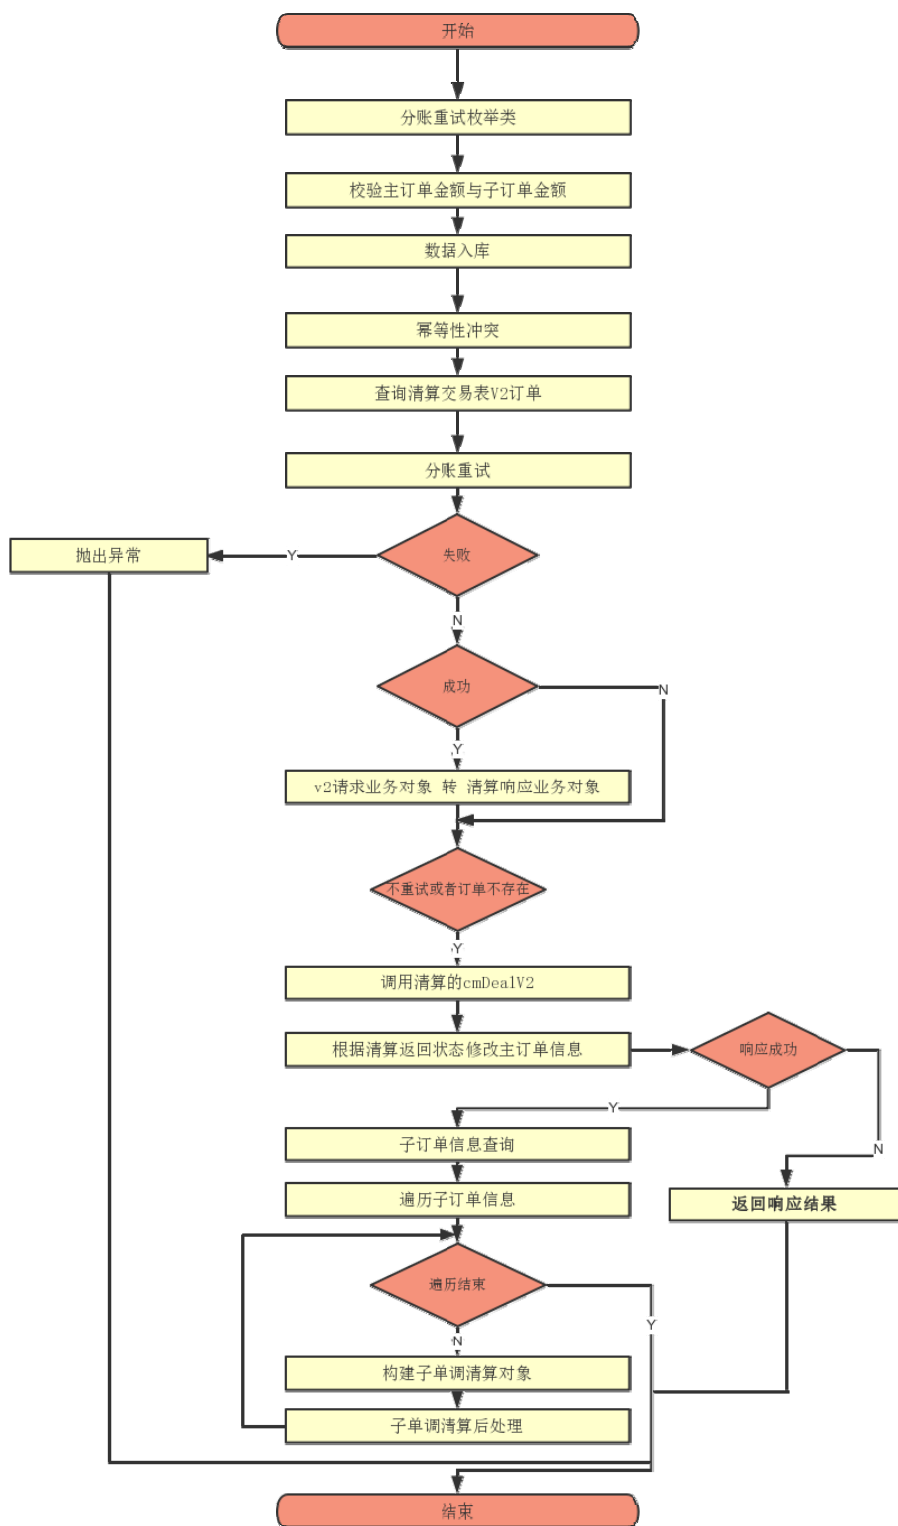 开始
分账重试枚举类
校验主订单金额与子订单金额
数据入库
幂等性冲突
查询清算交易表V2订单
分账重试
失败
Y
抛出异常
N
成功
N
Y
v2请求业务对象 转 清算响应业务对象
不重试或者订单不存在
Y
调用清算的cmDealV2
根据清算返回状态修改主订单信息
响应成功
Y
N
子订单信息查询
遍历子订单信息
返回响应结果
遍历结束
Y
N
构建子单调清算对象
子单调清算后处理
结束